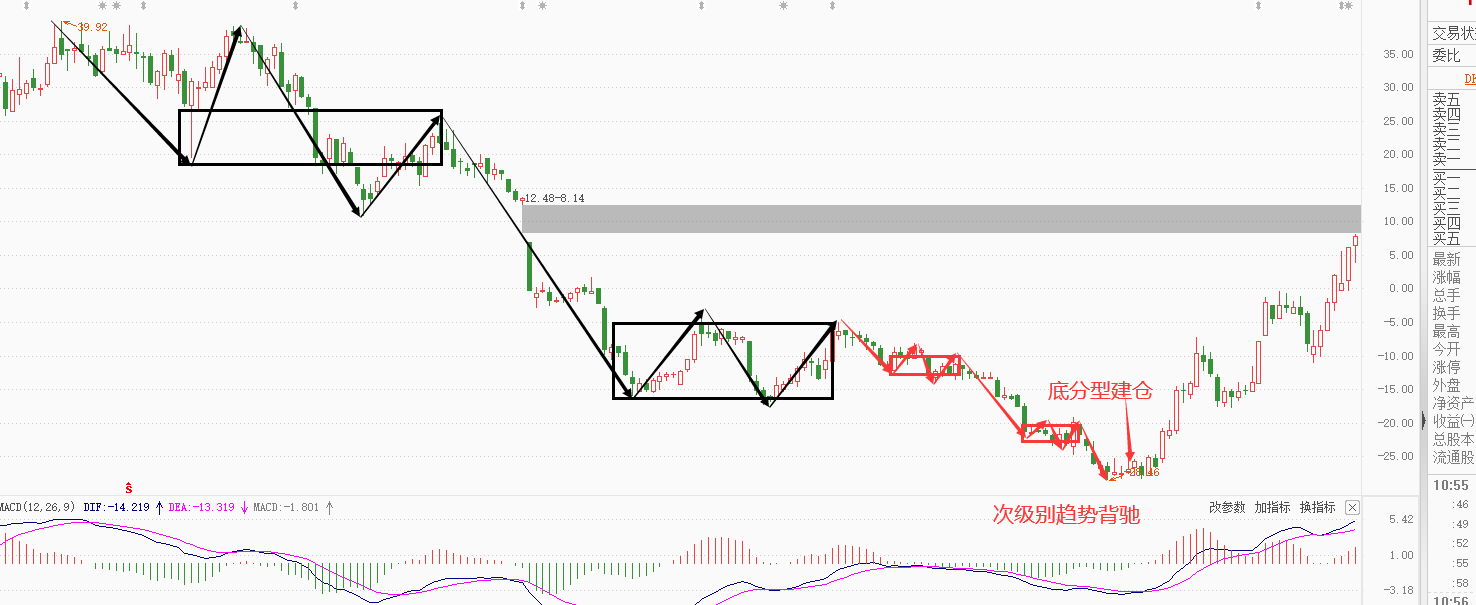 39.92
12.48-8.14
底分型建仓
-28.46
次级别趋势背驰
35.00
30.00
25.00
20.00
15.00
10.00
5.00
0.00
-5.00
-10.00
-15.00
-20.00
-25.00
S
MACD(12,26,9) DIF:-14.219 DEA:-13.319 MACD:-1.801
改参数 加指标 换指标
5.42
1.00
-3.18
交易状
委比
卖五
卖四
卖三
卖二
卖一
买一
买二
买三
买四
买五
最新
涨幅
总手
换手
最高
今开
涨停
外盘
净资产
收益㈠
总股本
流通股
10:55
:46
:49
:52
:55
:58
10:56